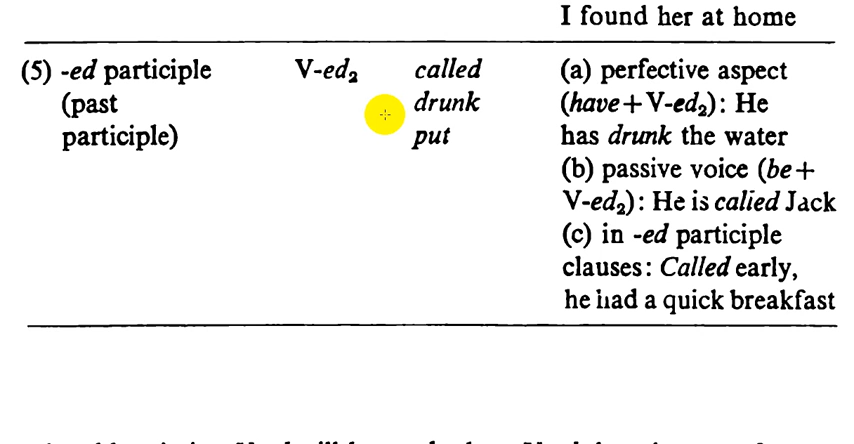 I found her at home
(5) -ed participle V-ed₂ called (a) perfective aspect
(past drunk (have+V-ed₂): He
participle) put has drunk the water
(b) passive voice (be+
V-ed₂): He is called Jack
(c) in -ed participle
clauses: Called early,
he had a quick breakfast